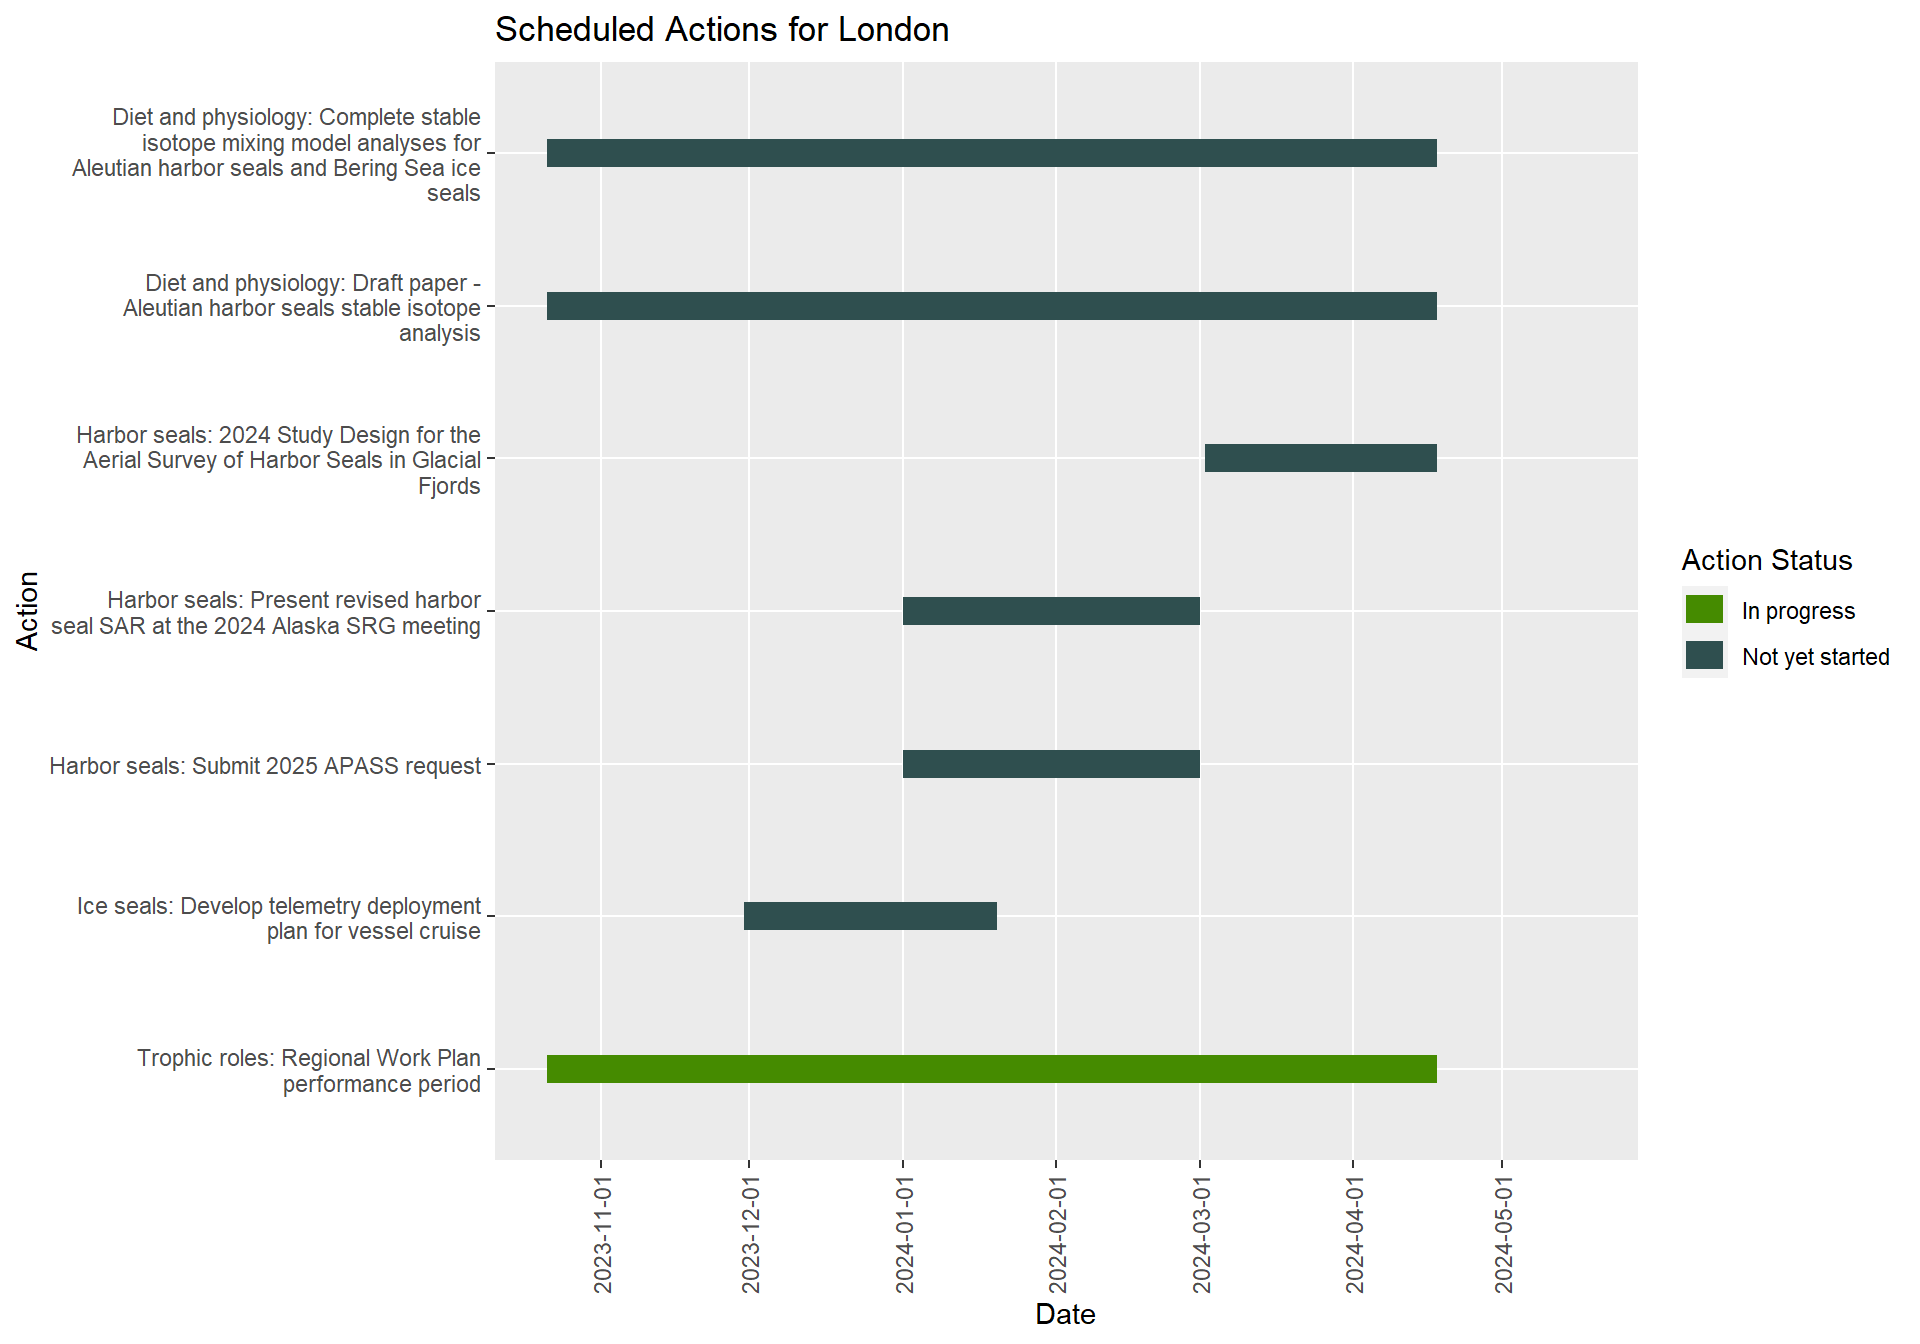 Scheduled Actions for London
Diet and physiology: Complete stable
isotope mixing model analyses for
Aleutian harbor seals and Bering Sea ice
seals
Diet and physiology: Draft paper -
Aleutian harbor seals stable isotope
analysis
Harbor seals: 2024 Study Design for the
Aerial Survey of Harbor Seals in Glacial
Fjords
Harbor seals: Present revised harbor
seal SAR at the 2024 Alaska SRG meeting
Harbor seals: Submit 2025 APASS request
Ice seals: Develop telemetry deployment
plan for vessel cruise
Trophic roles: Regional Work Plan
performance period
Action
2023-11-01
2023-12-01
2024-01-01
2024-02-01
2024-03-01
2024-04-01
2024-05-01
Date
Action Status
In progress
Not yet started